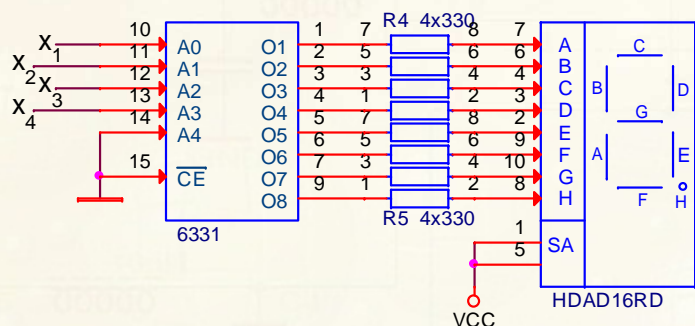 R4 4x330
X1 10 A0 O1 1 7 8 7 A
X2 11 A1 O2 2 5 6 6 B
X3 12 A2 O3 3 3 4 4 C
X4 13 A3 O4 4 1 2 3 D
14 A4 O5 5 7 8 2 E
O6 6 5 6 9 F
15 CE O7 7 3 4 10 G
O8 9 1 2 8 H
6331
R5 4x330
1 SA
5
VCC
C
B D
G
A E
F H
HDAD16RD